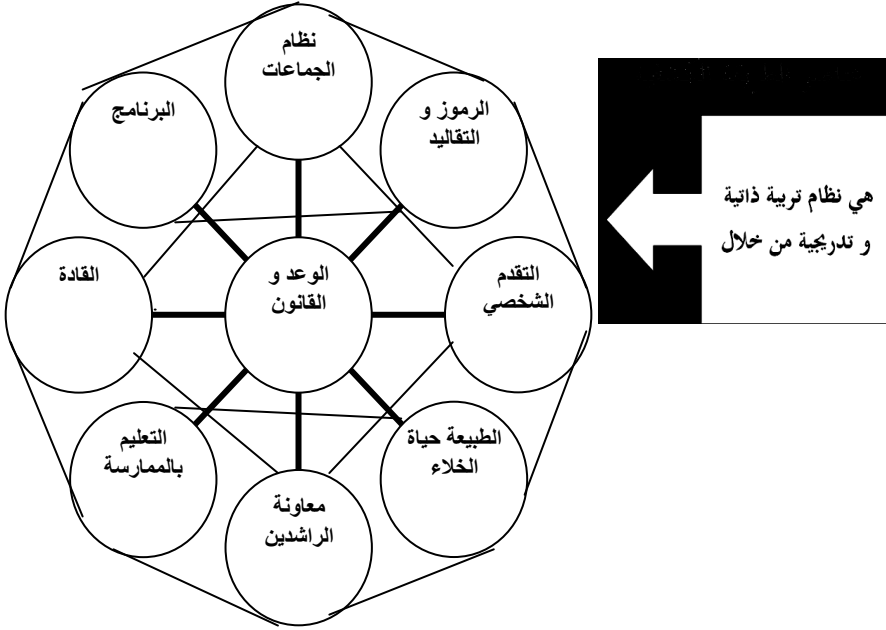 هي نظام تربية ذاتية
و تدريجية من خلال
نظام
الجماعات
الرموز و
التقاليد
البرنامج
التقدم
الشخصي
الوعد و
القانون
القادة
الطبيعة حياة
الخلاء
التعليم
بالممارسة
معاونة
الراشدين